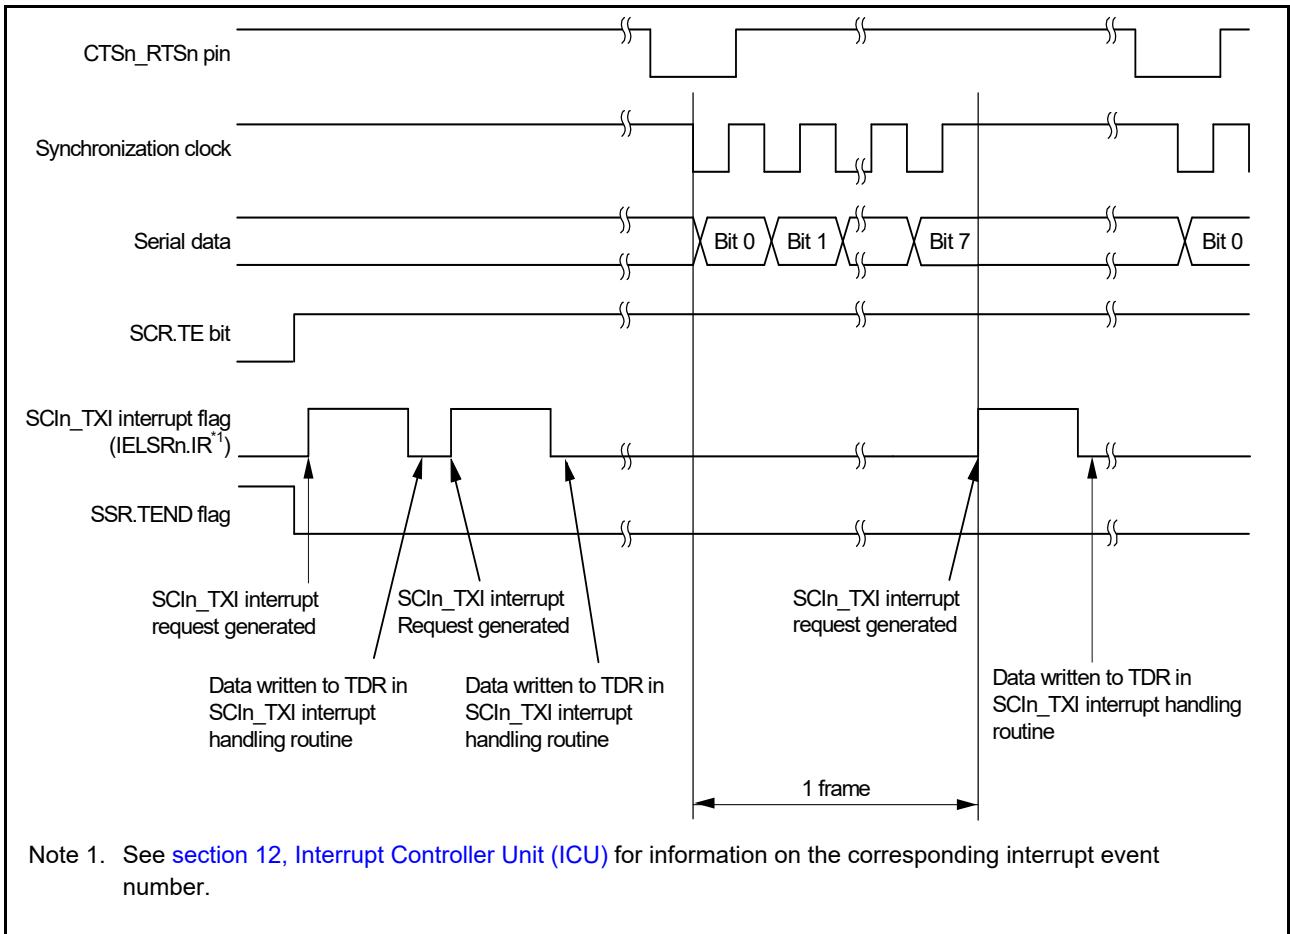 CTSn_RTSn pin
Synchronization clock
Serial data
Bit 0
Bit 1
Bit 7
Bit 0
SCR.TE bit
SCIn_TXI interrupt flag
(IELSRn.IR*1)
SSR.TEND flag
SCIn_TXI interrupt
request generated
SCIn_TXI interrupt
Request generated
SCIn_TXI interrupt
request generated
Data written to TDR in
SCIn_TXI interrupt
handling routine
Data written to TDR in
SCIn_TXI interrupt
handling routine
Data written to TDR in
SCIn_TXI interrupt handling
routine
1 frame
Note 1. See section 12, Interrupt Controller Unit (ICU) for information on the corresponding interrupt event
number.